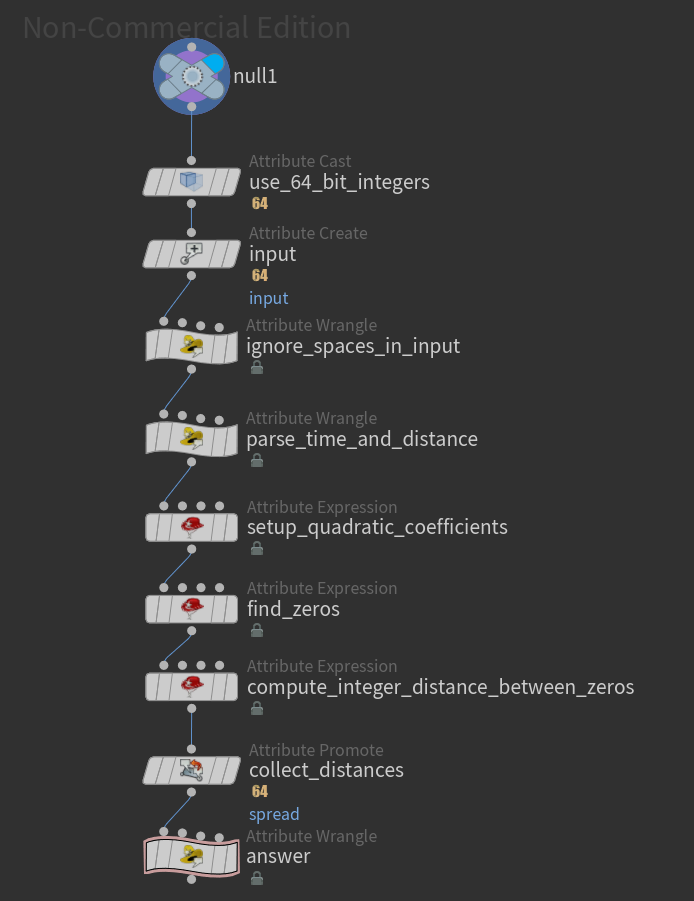 Non-Commercial Edition
null1
Attribute Cast
use_64_bit_integers
64
Attribute Create
input
64
input
Attribute Wrangle
ignore_spaces_in_input
Attribute Wrangle
parse_time_and_distance
Attribute Expression
setup_quadratic_coefficients
Attribute Expression
find_zeros
Attribute Expression
compute_integer_distance_between_zeros
Attribute Promote
collect_distances
64
spread
Attribute Wrangle
answer